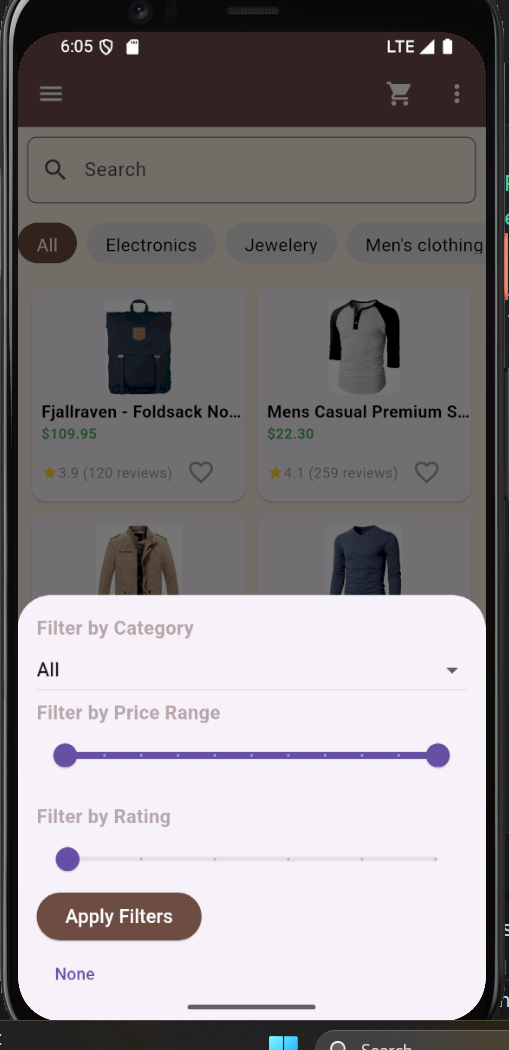 6:05 LTE
Search
All Electronics Jewelery Men's clothing
Fjallraven - Foldsack No... Mens Casual Premium S...
$109.95 $22.30
3.9 (120 reviews) 4.1 (259 reviews)
Filter by Category
All
Filter by Price Range
Filter by Rating
Apply Filters
None
Search